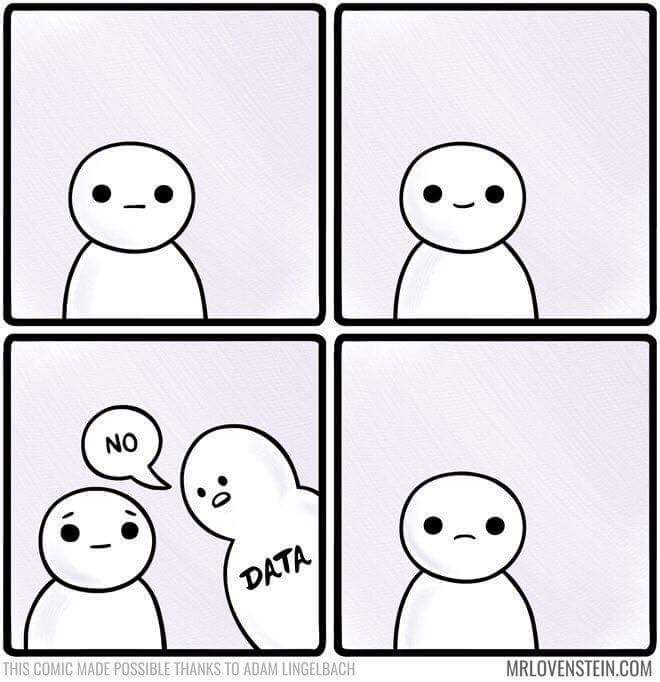 NO
DATA
THIS COMIC MADE POSSIBLE THANKS TO ADAM LINGELBACH
MRLOVENSTEIN.COM